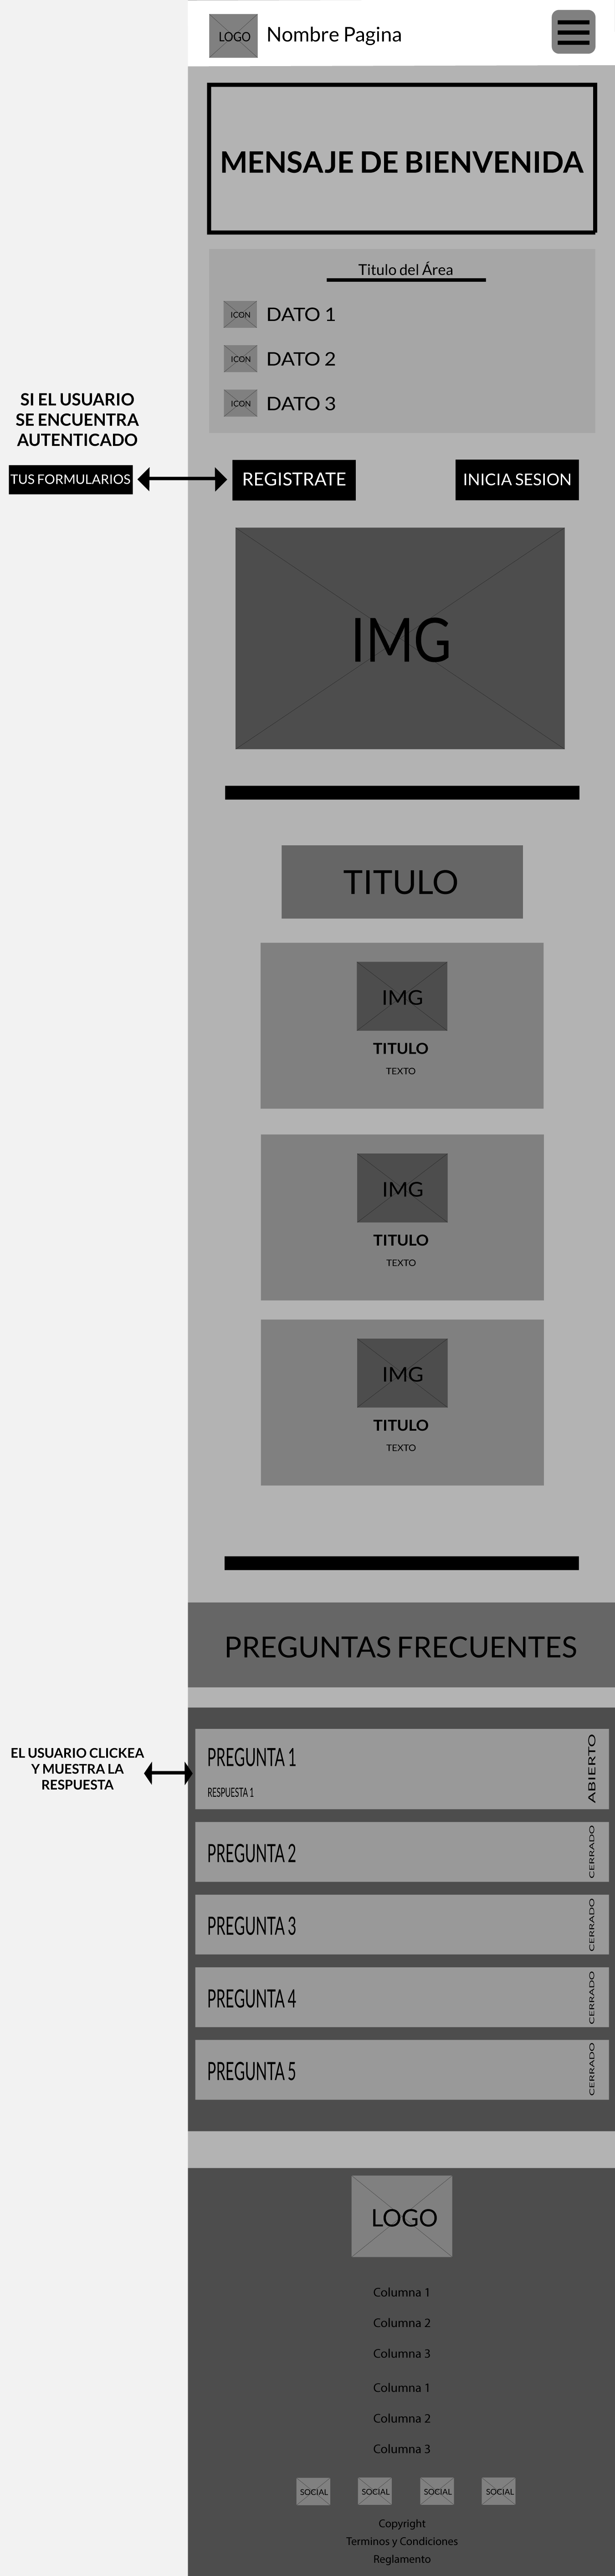 LOGO
Nombre Pagina
MENSAJE DE BIENVENIDA
Titulo del Área
ICON
DATO 1
ICON
DATO 2
ICON
DATO 3
SI EL USUARIO
SE ENCUENTRA
AUTENTICADO
TUS FORMULARIOS
REGISTRATE
INICIA SESION
IMG
TITULO
IMG
TITULO
TEXTO
IMG
TITULO
TEXTO
IMG
TITULO
TEXTO
PREGUNTAS FRECUENTES
EL USUARIO CLICKEA
Y MUESTRA LA
RESPUESTA
PREGUNTA 1
RESPUESTA 1
ABIERTO
PREGUNTA 2
CERRADO
PREGUNTA 3
CERRADO
PREGUNTA 4
CERRADO
PREGUNTA 5
CERRADO
LOGO
Columna 1
Columna 2
Columna 3
Columna 1
Columna 2
Columna 3
SOCIAL
SOCIAL
SOCIAL
SOCIAL
Copyright
Terminos y Condiciones
Reglamento